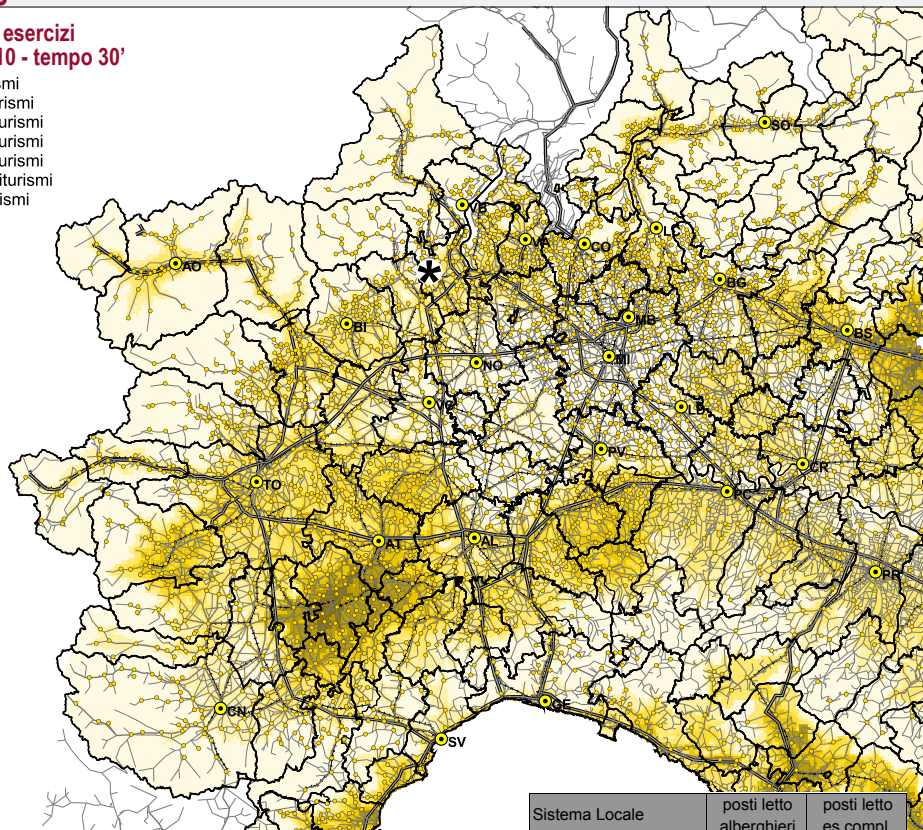 esercizi
10 - tempo 30'
smi
rismi
urismi
urismi
urismi
iturismi
ismi
SO
VB
VA
CO
LC
AO
*
BG
BI
MB
BS
MI
NO
VC
LO
PV
CR
TO
PC
AT
AL
PR
CN
GE
SV
Sistema Locale
posti letto alberghieri
posti letto es compl